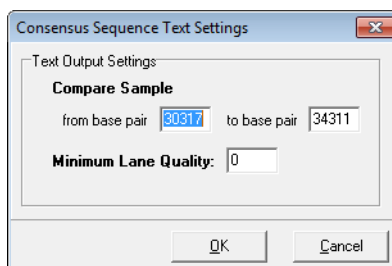 Consensus Sequence Text Settings
Text Output Settings
Compare Sample
from base pair 30317 to base pair 34311
Minimum Lane Quality: 0
OK Cancel